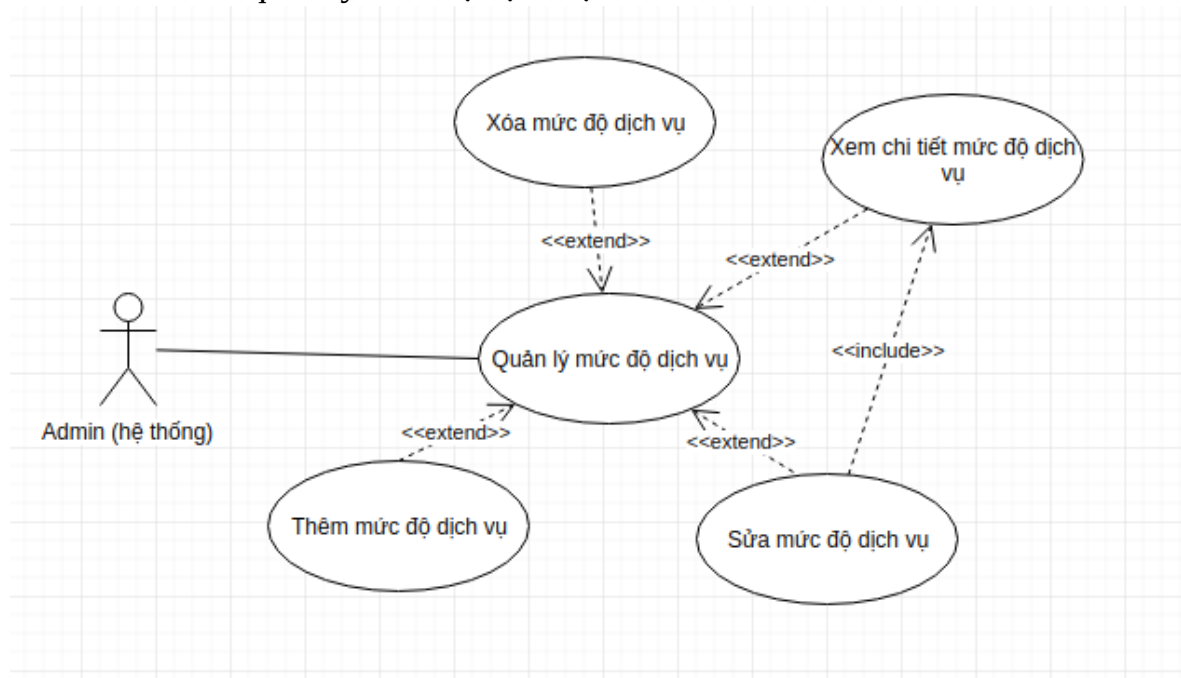 Xóa mức độ dịch vụ
Xem chi tiết mức độ dịch
vụ
<<extend>>
<<extend>>
Quản lý mức độ dịch vụ
<<include>>
Admin (hệ thống)
<<extend>>
<<extend>>
Thêm mức độ dịch vụ
Sửa mức độ dịch vụ